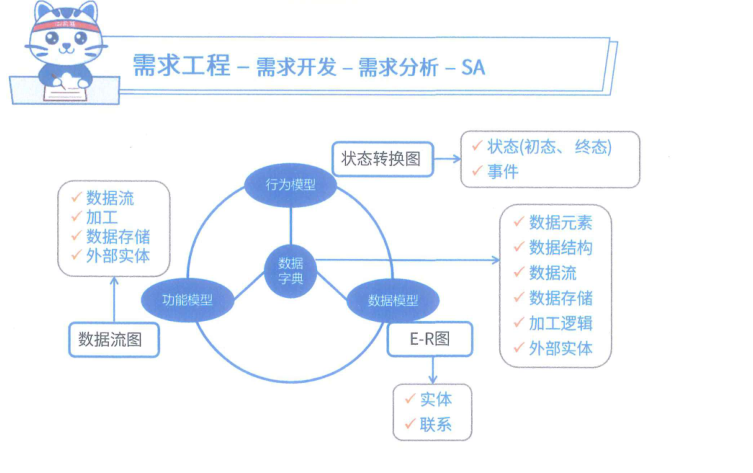 需求工程 – 需求开发 – 需求分析 – SA
状态转换图
状态(初态、终态)
事件
行为模型
数据流
加工
数据存储
外部实体
数据
字典
数据元素
数据结构
数据流
数据存储
加工逻辑
外部实体
功能模型
数据模型
数据流图
E-R图
实体
联系